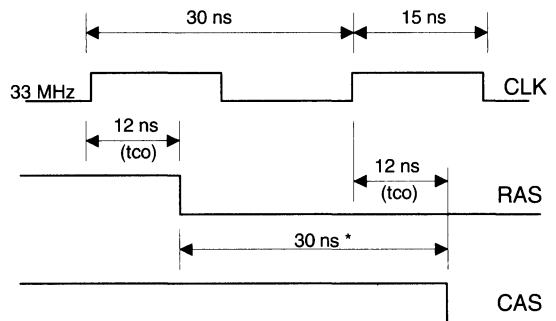 30 ns
15 ns
33 MHz
CLK
12 ns
(tco)
12 ns
(tco)
RAS
30 ns *
CAS